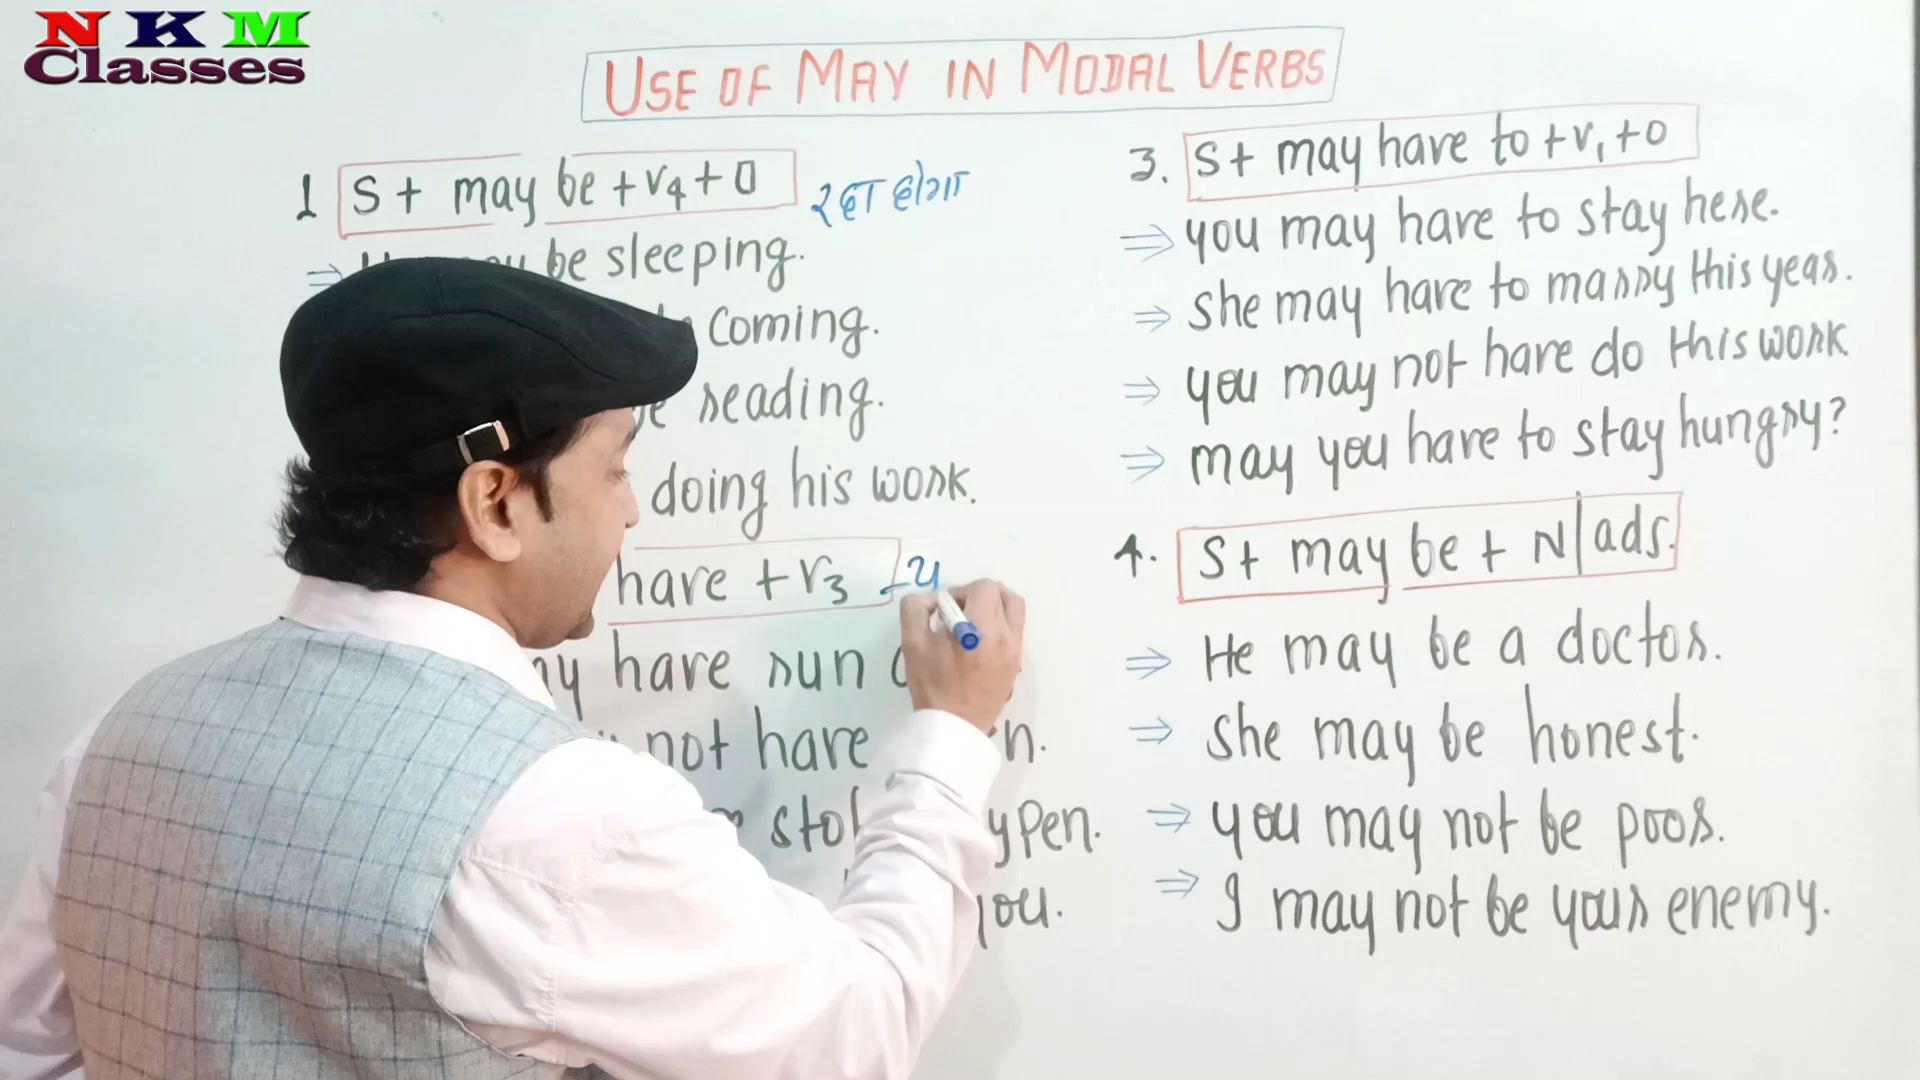 NKM
Classes
USE OF MAY IN MODAL VERBS
1 S+ may be +V4+O रहा होगा
⇒ may be sleeping.
coming.
be reading.
doing his work.
have +V3
have run
not have
my Pen.
you.
3. S+ may have to +V1+O
⇒ you may have to stay here.
⇒ She may have to marry this year.
⇒ you may not have do this work
⇒ may you have to stay hungry?
4. S+ may be + N|adj.
⇒ He may be a doctor.
⇒ She may be honest.
⇒ you may not be poor.
⇒ I may not be your enemy.